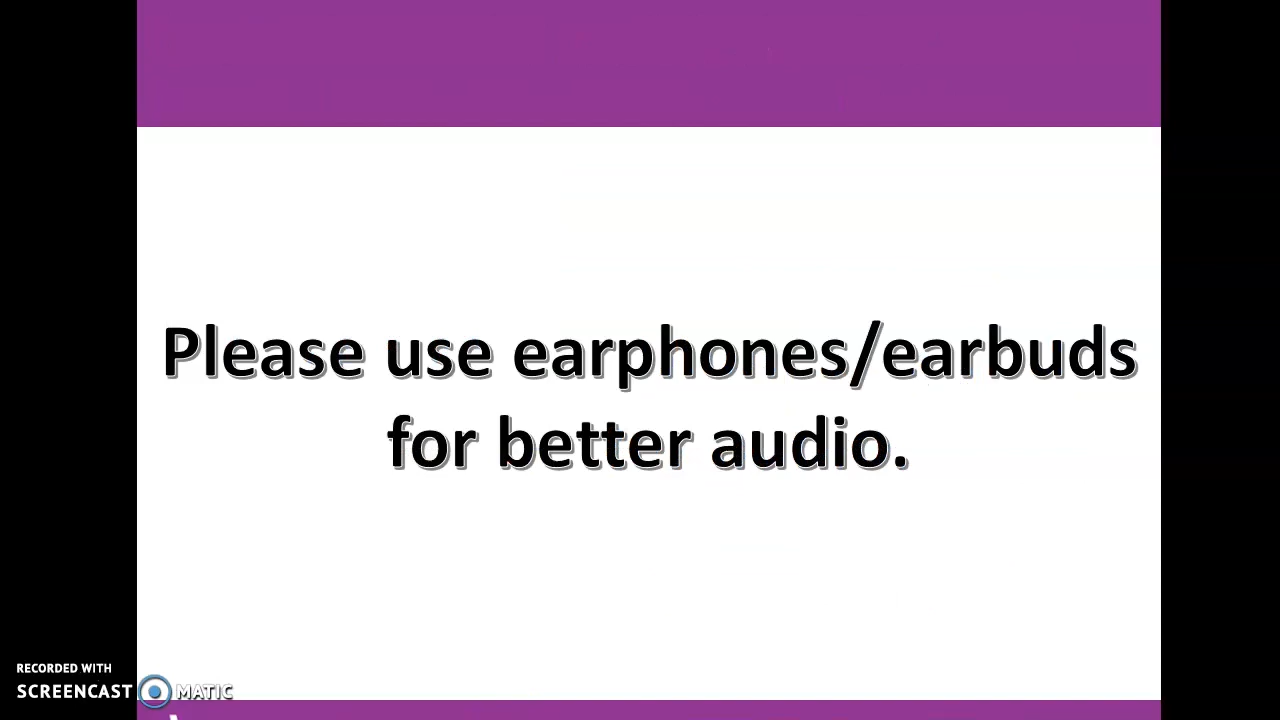 Please use earphones/earbuds
for better audio.
RECORDED WITH
SCREENCAST MATIC